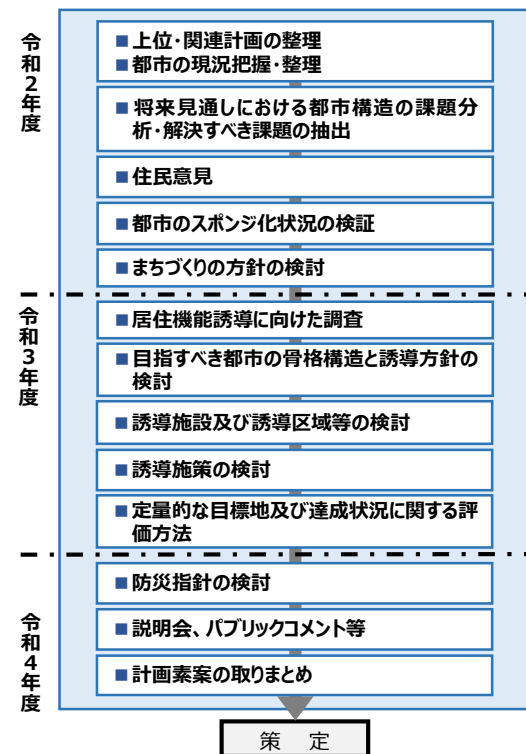 令和2年度
■上位・関連計画の整理
■都市の現況把握・整理
■将来見通しにおける都市構造の課題分
析・解決すべき課題の抽出
■住民意見
■都市のスポンジ化状況の検証
■まちづくりの方針の検討
令和3年度
■居住機能誘導に向けた調査
■目指すべき都市の骨格構造と誘導方針の
検討
■誘導施設及び誘導区域等の検討
■誘導施策の検討
■定量的な目標地及び達成状況に関する評
価方法
令和4年度
■防災指針の検討
■説明会、パブリックコメント等
■計画素案の取りまとめ
策 定